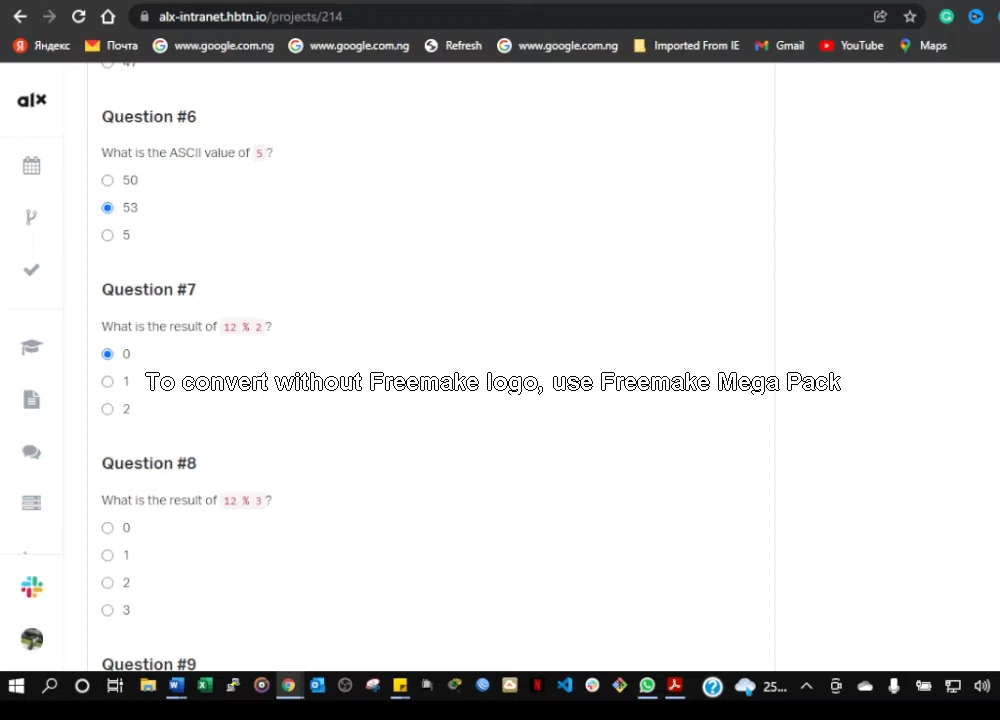 alx-intranet.hbtn.io/projects/214
Яндекс Почта www.google.com.ng www.google.com.ng Refresh www.google.com.ng Imported From IE Gmail YouTube Maps
47
alx
Question #6
What is the ASCII value of 5?
50
53
5
Question #7
What is the result of 12 % 2?
0
1
To convert without Freemake logo, use Freemake Mega Pack
2
Question #8
What is the result of 12 % 3?
0
1
2
3
Question #9
25...